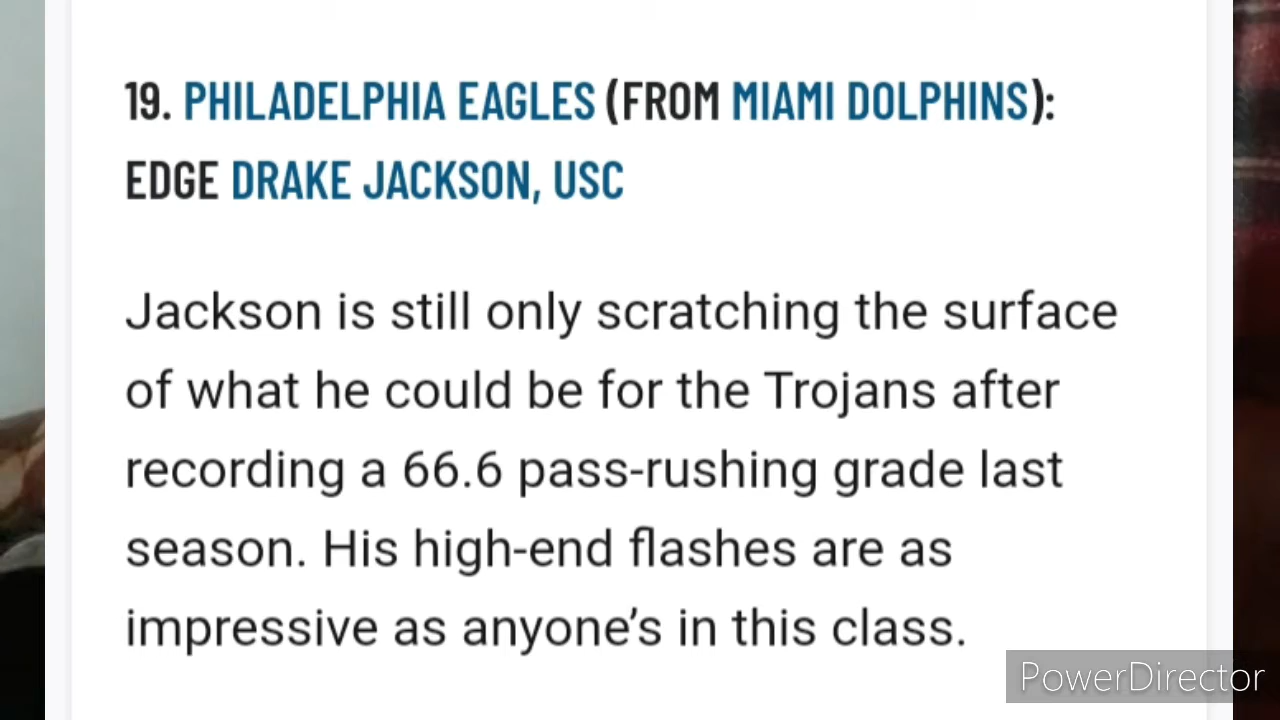 19. PHILADELPHIA EAGLES (FROM MIAMI DOLPHINS):
EDGE DRAKE JACKSON, USC
Jackson is still only scratching the surface
of what he could be for the Trojans after
recording a 66.6 pass-rushing grade last
season. His high-end flashes are as
impressive as anyone’s in this class.
PowerDirector